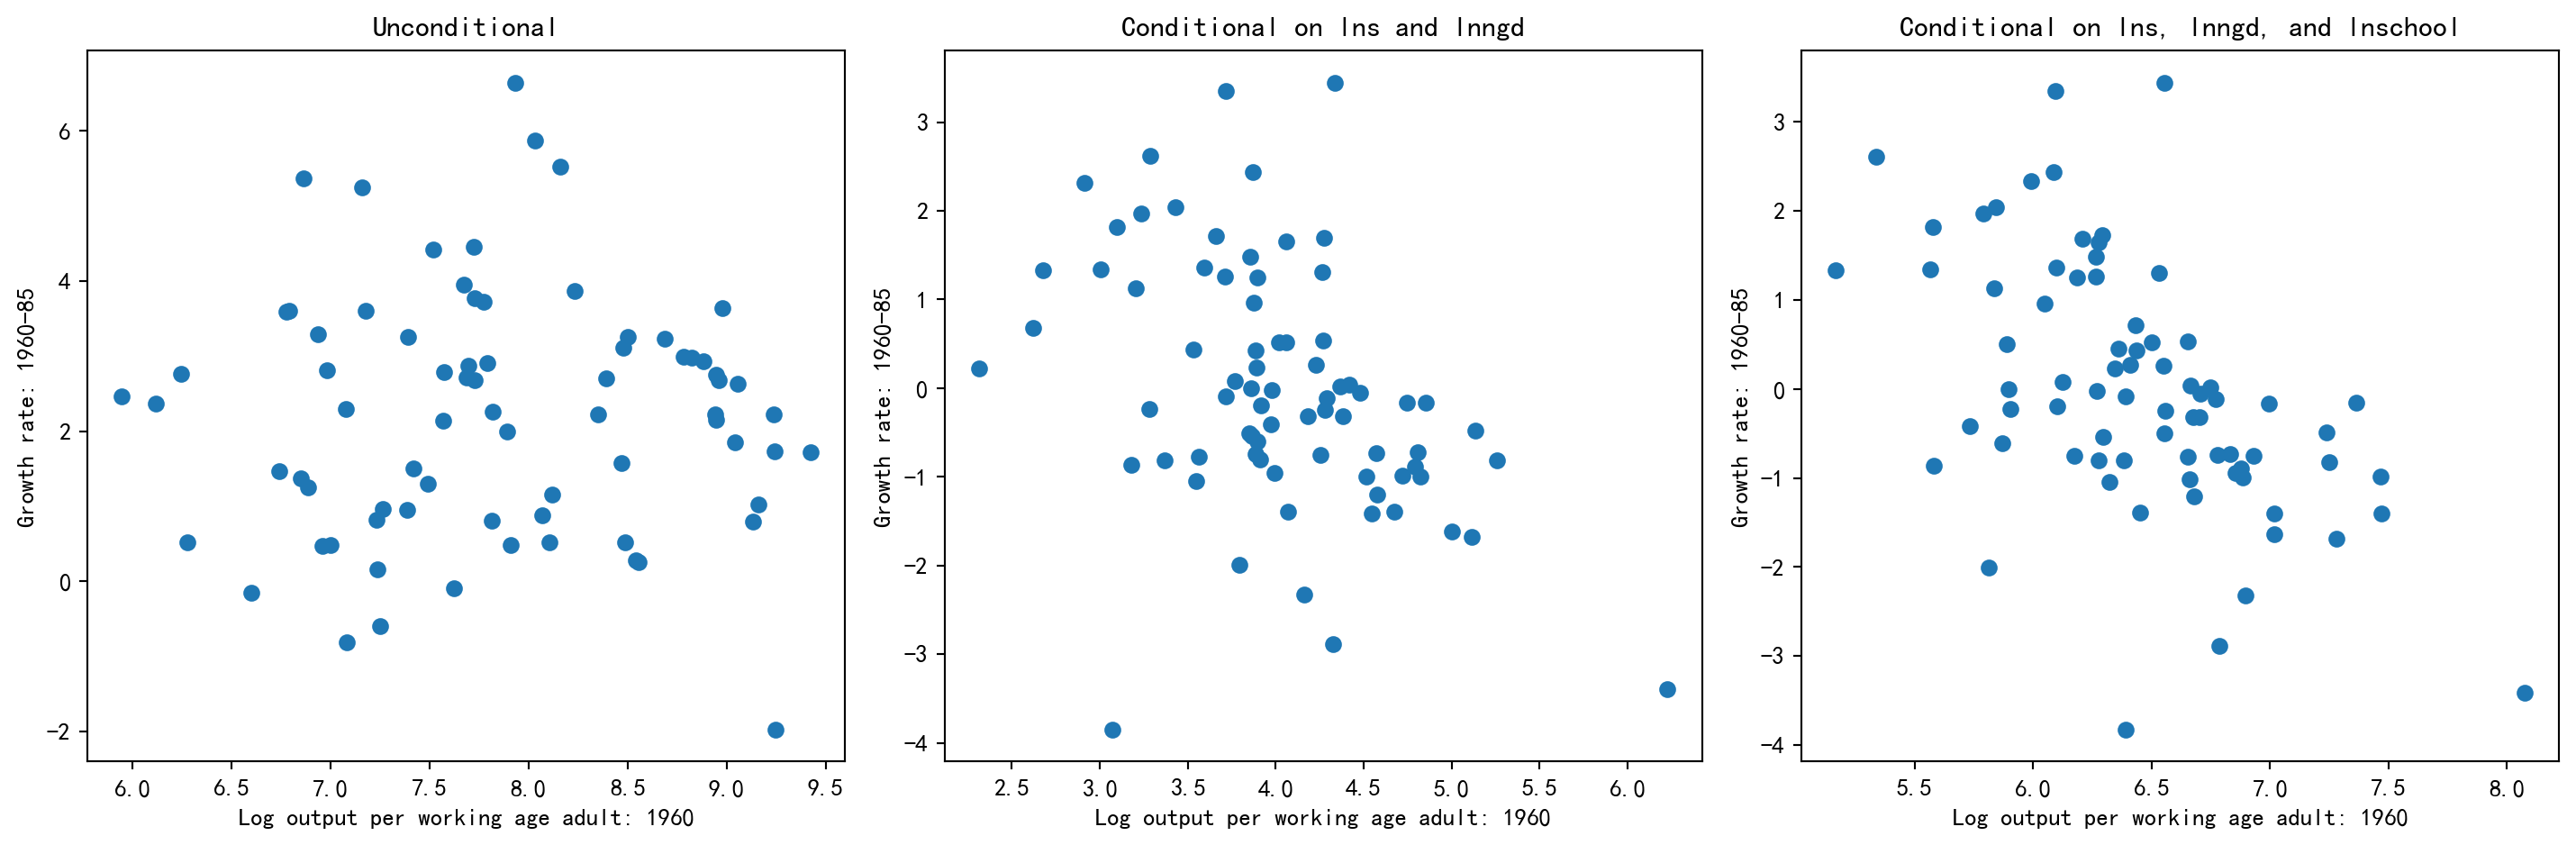 Unconditional
Growth rate: 1960-85
6
4
2
0
-2
6.0 6.5 7.0 7.5 8.0 8.5 9.0 9.5
Log output per working age adult: 1960
Conditional on lns and lnngd
Growth rate: 1960-85
3
2
1
0
-1
-2
-3
-4
2.5 3.0 3.5 4.0 4.5 5.0 5.5 6.0
Log output per working age adult: 1960
Conditional on lns, lnngd, and lnschool
Growth rate: 1960-85
3
2
1
0
-1
-2
-3
-4
5.5 6.0 6.5 7.0 7.5 8.0
Log output per working age adult: 1960